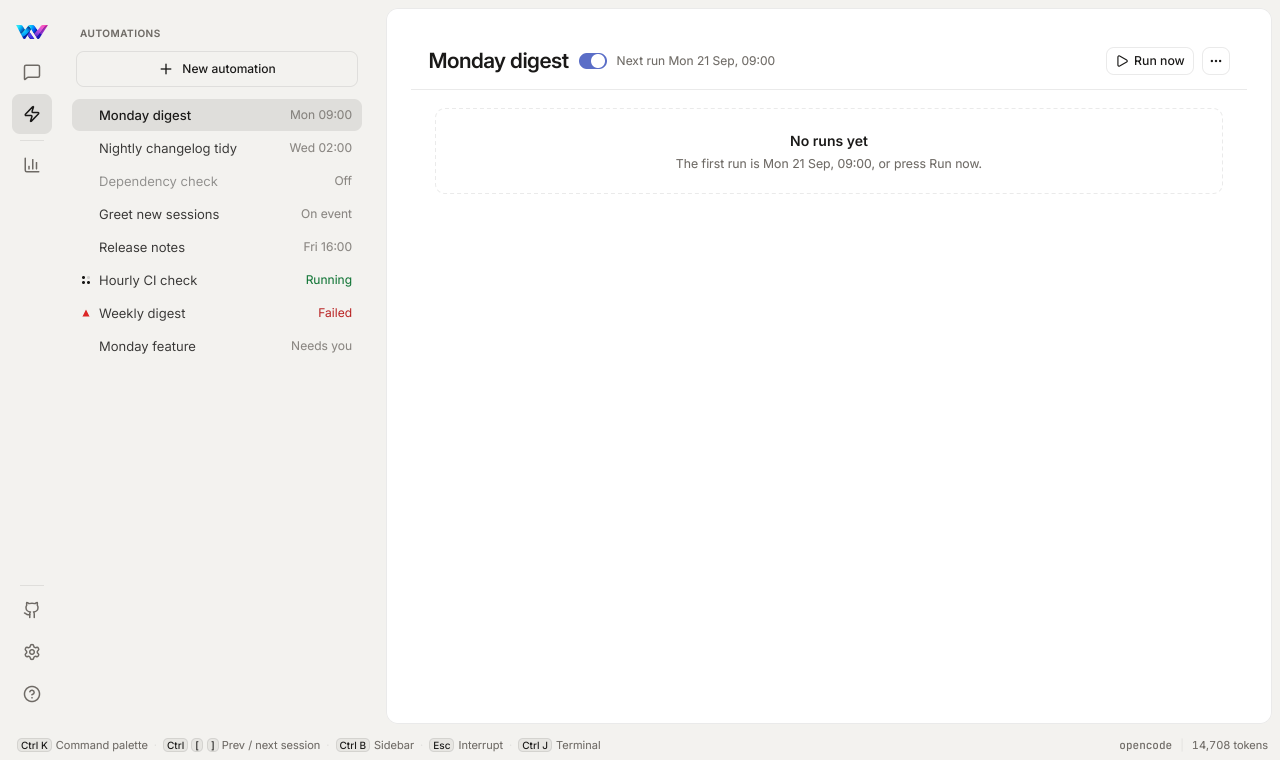 AUTOMATIONS
New automation
Monday digest Mon 09:00
Nightly changelog tidy Wed 02:00
Dependency check Off
Greet new sessions On event
Release notes Fri 16:00
Hourly CI check Running
Weekly digest Failed
Monday feature Needs you
Monday digest Next run Mon 21 Sep, 09:00 Run now
No runs yet
The first run is Mon 21 Sep, 09:00, or press Run now.
Ctrl K Command palette Ctrl [ ] Prev / next session Ctrl B Sidebar Esc Interrupt Ctrl J Terminal opencode 14,708 tokens